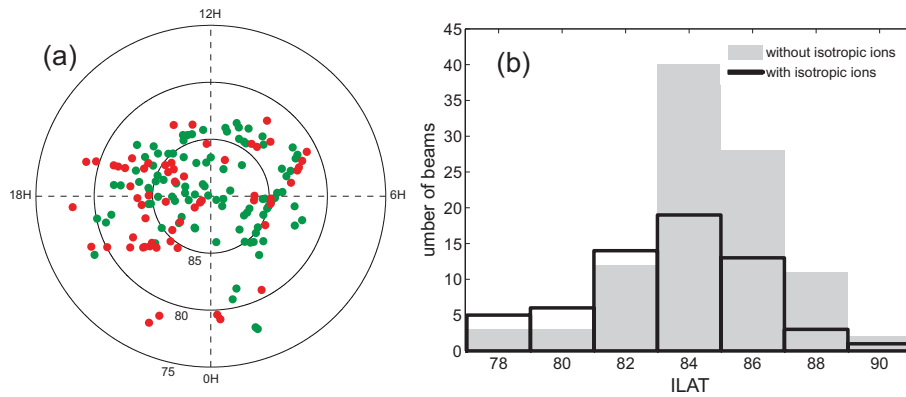 12H
(a)
18H
6H
85
80
75
0H
(b)
without isotropic ions
with isotropic ions
umber of beams
45
40
35
30
25
20
15
10
5
0
78 80 82 84 86 88 90
ILAT